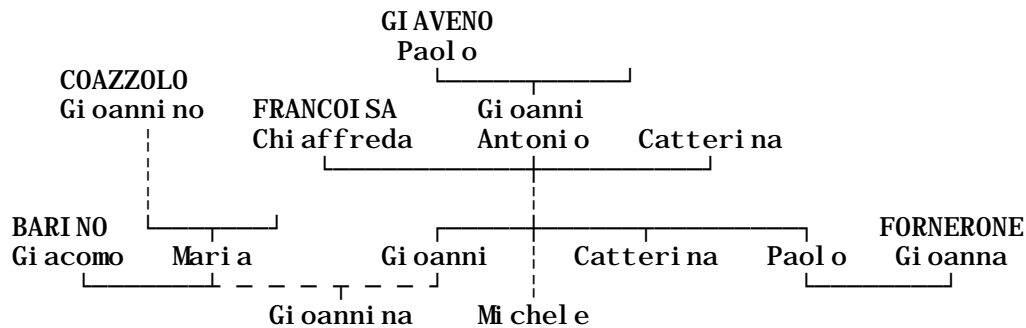 GIAVENO
Paolo
COAZZOLO
Gioannino FRANCOISA Gioanni
Chiaffreda Antonio Catterina
BARINO FORNERONE
Giacomo Maria Gioanni Catterina Paolo Gioanna
Gioannina Michele